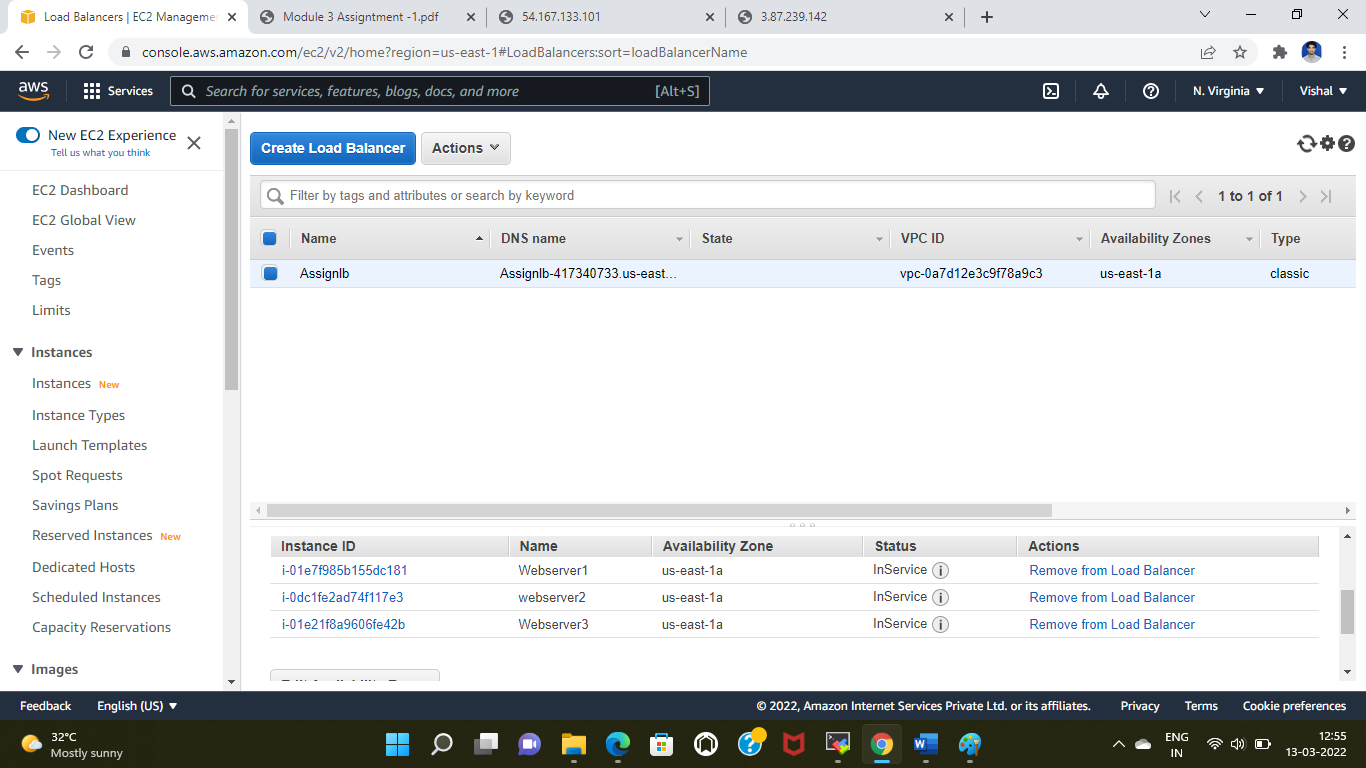 Load Balancers | EC2 Manageme
Module 3 Assigntment -1.pdf
54.167.133.101
3.87.239.142
console.aws.amazon.com/ec2/v2/home?region=us-east-1#LoadBalancers:sort=loadBalancerName
aws
Services
Search for services, features, blogs, docs, and more
[Alt+S]
N. Virginia
Vishal
New EC2 Experience
Tell us what you think
EC2 Dashboard
EC2 Global View
Events
Tags
Limits
Instances
Instances New
Instance Types
Launch Templates
Spot Requests
Savings Plans
Reserved Instances New
Dedicated Hosts
Scheduled Instances
Capacity Reservations
Images
Create Load Balancer
Actions
Filter by tags and attributes or search by keyword
1 to 1 of 1
Name DNS name State VPC ID Availability Zones Type
Assignlb Assignlb-417340733.us-east... vpc-0a7d12e3c9f78a9c3 us-east-1a classic
Instance ID Name Availability Zone Status Actions
i-01e7f985b155dc181 Webserver1 us-east-1a InService Remove from Load Balancer
i-0dc1fe2ad74f117e3 webserver2 us-east-1a InService Remove from Load Balancer
i-01e21f8a9606fe42b Webserver3 us-east-1a InService Remove from Load Balancer
Feedback
English (US)
© 2022, Amazon Internet Services Private Ltd. or its affiliates.
Privacy
Terms
Cookie preferences
32°C
Mostly sunny
ENG
IN
12:55
13-03-2022